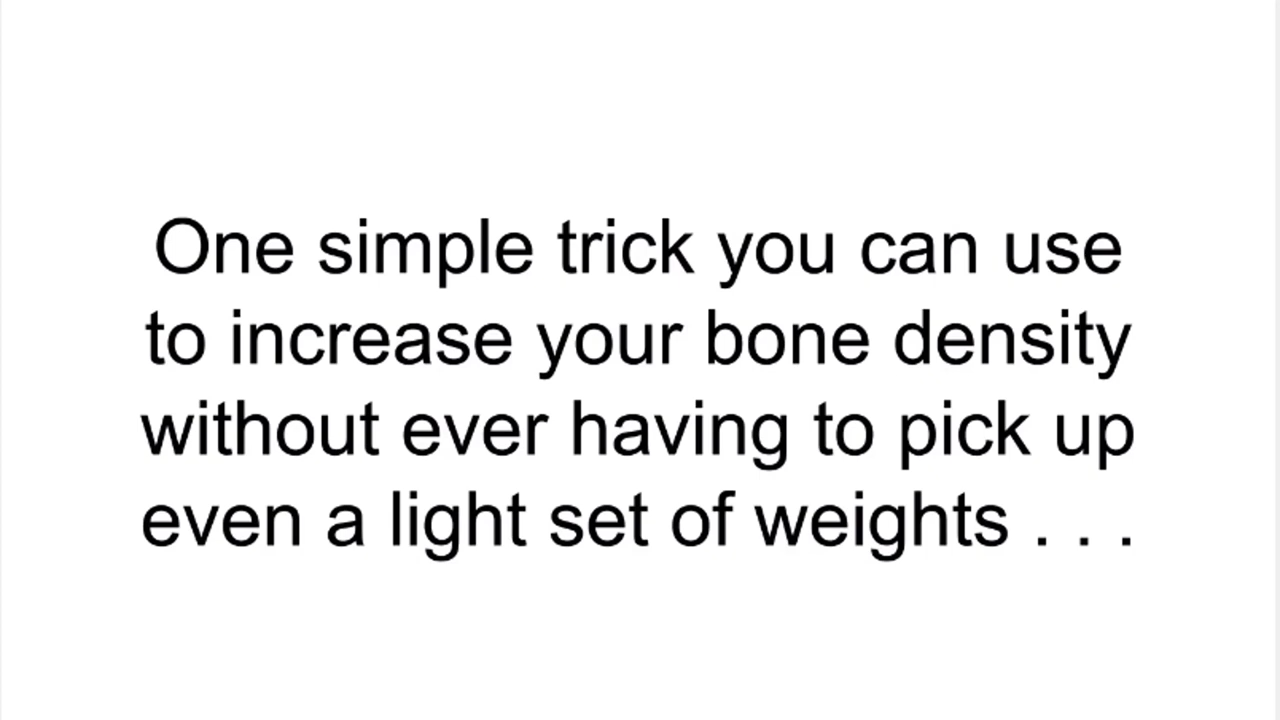 One simple trick you can use
to increase your bone density
without ever having to pick up
even a light set of weights . . .